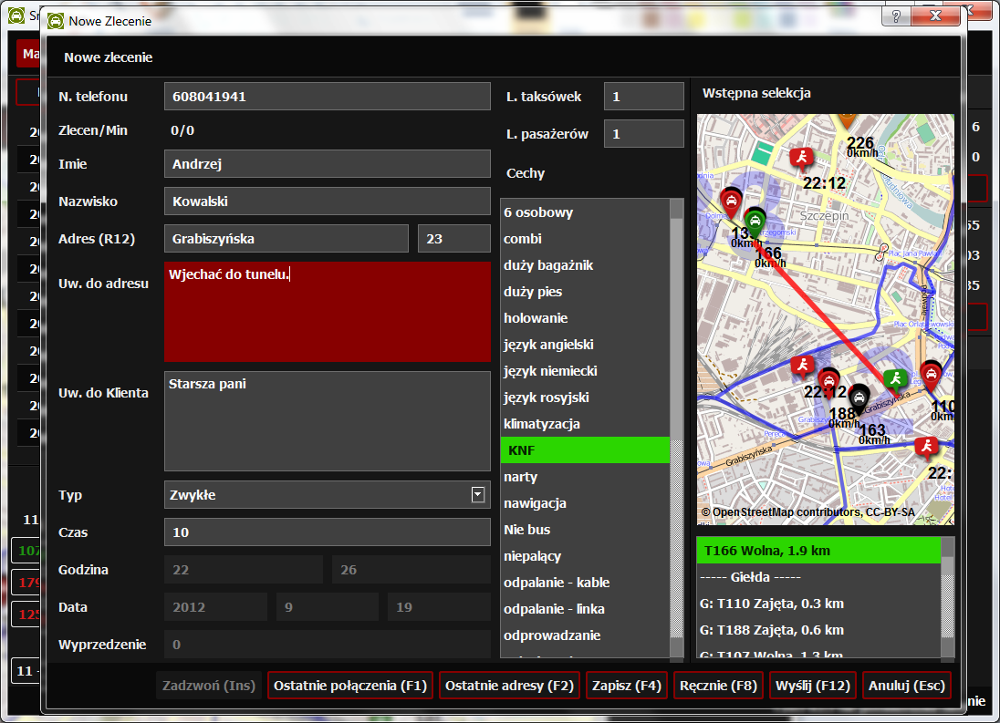 Nowe Zlecenie
Nowe zlecenie
N. telefonu
608041941
Zlecen/Min
0/0
Imie
Andrzej
Nazwisko
Kowalski
Adres (R12)
Grabiszyńska
23
Uw. do adresu
Wjechać do tunelu.
Uw. do Klienta
Starsza pani
Typ
Zwykłe
Czas
10
Godzina
22
26
Data
2012
9
19
Wyprzedzenie
0
L. taksówek
1
L. pasażerów
1
Cechy
6 osobowy
combi
duży bagażnik
duży pies
holowanie
język angielski
język niemiecki
język rosyjski
klimatyzacja
KNF
narty
nawigacja
Nie bus
niepalący
odpalanie - kable
odpalanie - linka
odprowadzanie
Wstępna selekcja
226
0km/h
22:12
Szczepin
0km/h
166
0km/h
Plac Jana Pawła
Podwale
22:12
188
0km/h
163
0km/h
110
0km
Grabiszyńska
Grabiszyńska
22:
© OpenStreetMap contributors, CC-BY-SA
T166 Wolna, 1.9 km
----- Giełda -----
G: T110 Zajęta, 0.3 km
G: T188 Zajęta, 0.6 km
G: T107 Wolna, 1.3 km
Zadzwoń (Ins)
Ostatnie połączenia (F1)
Ostatnie adresy (F2)
Zapisz (F4)
Ręcznie (F8)
Wyślij (F12)
Anuluj (Esc)